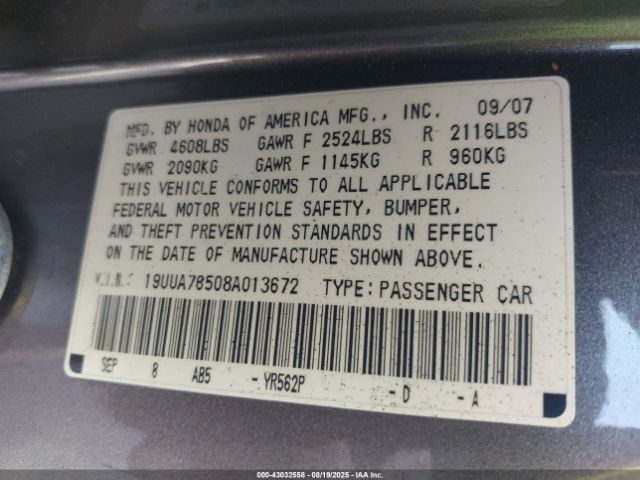 MFD. BY HONDA OF AMERICA MFG., INC. 09/07
GVWR 4608LBS GAWR F 2524LBS R 2116LBS
GVWR 2090KG GAWR F 1145KG R 960KG
THIS VEHICLE CONFORMS TO ALL APPLICABLE
FEDERAL MOTOR VEHICLE SAFETY, BUMPER,
AND THEFT PREVENTION STANDARDS IN EFFECT
ON THE DATE OF MANUFACTURE SHOWN ABOVE.
V.I.N.: 19UUA76508A013672 TYPE:PASSENGER CAR
SEP 8 AB5 -YR562P -D -A
000-43032558 - 08/19/2025 - IAA Inc.